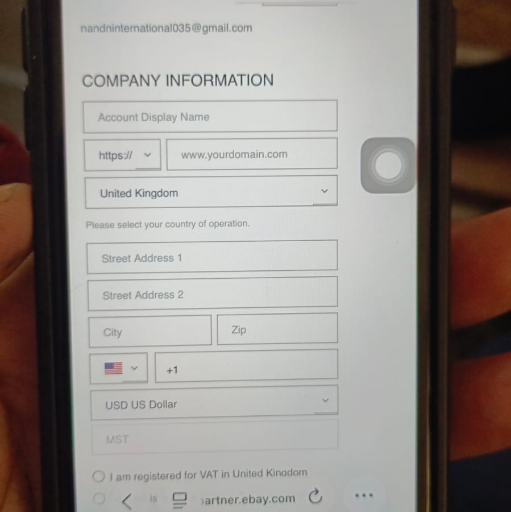 nandninternational035@gmail.com
COMPANY INFORMATION
Account Display Name
https:// www.yourdomain.com
United Kingdom
Please select your country of operation.
Street Address 1
Street Address 2
City Zip
+1
USD US Dollar
MST
I am registered for VAT in United Kingdom
artner.ebay.com